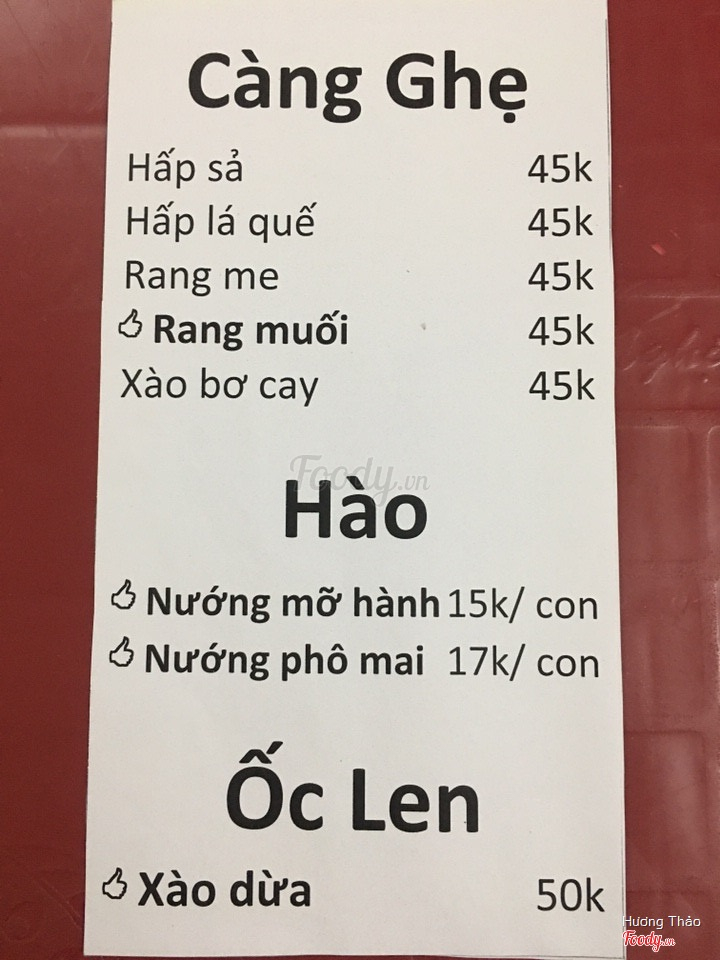 Càng Ghẹ
Hấp sả 45k
Hấp lá quế 45k
Rang me 45k
Rang muối 45k
Xào bơ cay 45k
Foody.vn
Hào
Nướng mỡ hành 15k/ con
Nướng phô mai 17k/ con
Ốc Len
Xào dừa 50k
Hương Thảo
Foody.vn